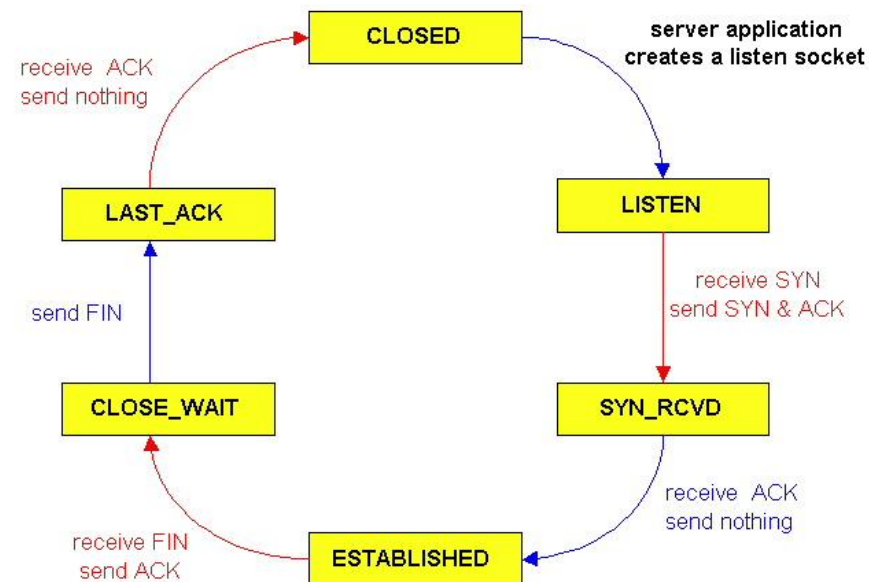 CLOSED
server application
creates a listen socket
receive ACK
send nothing
LAST_ACK
LISTEN
receive SYN
send SYN & ACK
send FIN
CLOSE_WAIT
SYN_RCVD
receive ACK
send nothing
receive FIN
send ACK
ESTABLISHED